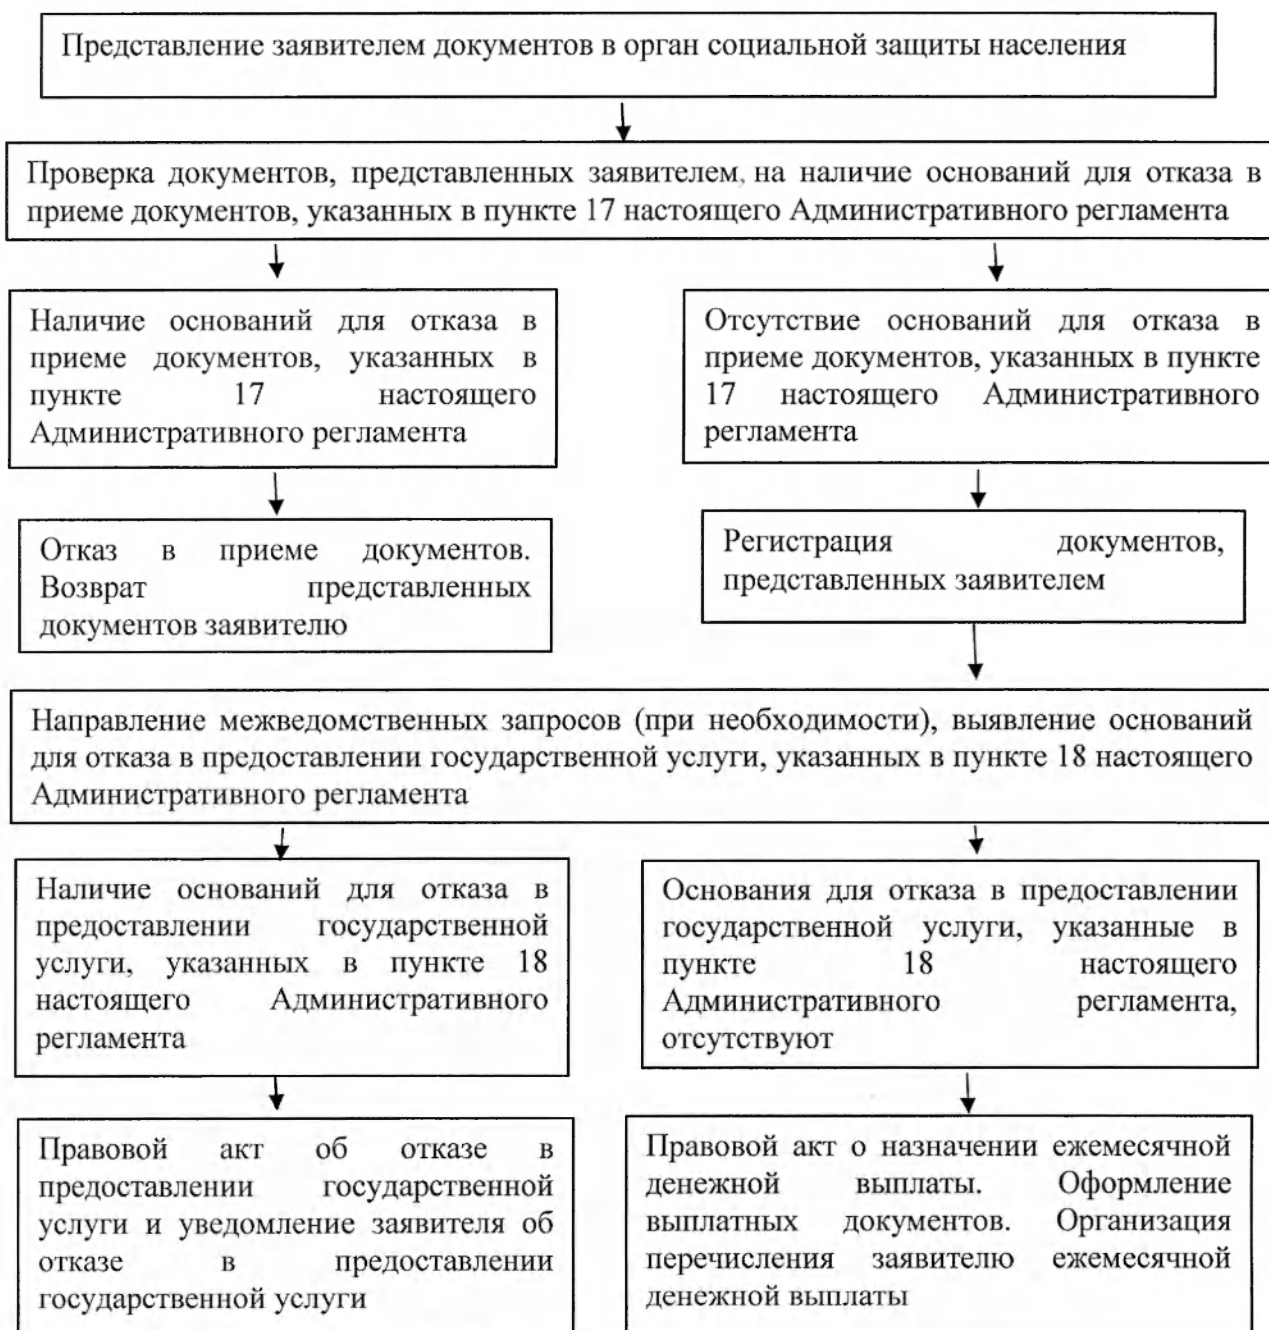 Представление заявителем документов в орган социальной защиты населения
Проверка документов, представленных заявителем, на наличие оснований для отказа в
приеме документов, указанных в пункте 17 настоящего Административного регламента
Наличие оснований для отказа в
приеме документов, указанных в
пункте 17 настоящего
Административного регламента
Отсутствие оснований для отказа в
приеме документов, указанных в пункте
17 настоящего Административного
регламента
Отказ в приеме документов.
Возврат представленных
документов заявителю
Регистрация документов,
представленных заявителем
Направление межведомственных запросов (при необходимости), выявление оснований
для отказа в предоставлении государственной услуги, указанных в пункте 18 настоящего
Административного регламента
Наличие оснований для отказа в
предоставлении государственной
услуги, указанных в пункте 18
настоящего Административного
регламента
Основания для отказа в предоставлении
государственной услуги, указанные в
пункте 18 настоящего
Административного регламента,
отсутствуют
Правовой акт об отказе в
предоставлении государственной
услуги и уведомление заявителя об
отказе в предоставлении
государственной услуги
Правовой акт о назначении ежемесячной
денежной выплаты. Оформление
выплатных документов. Организация
перечисления заявителю ежемесячной
денежной выплаты